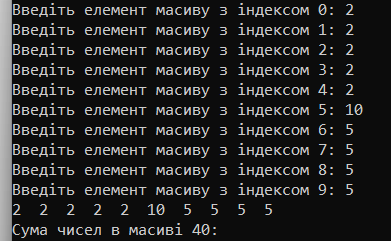 Введіть елемент масиву з індексом 0: 2
Введіть елемент масиву з індексом 1: 2
Введіть елемент масиву з індексом 2: 2
Введіть елемент масиву з індексом 3: 2
Введіть елемент масиву з індексом 4: 2
Введіть елемент масиву з індексом 5: 10
Введіть елемент масиву з індексом 6: 5
Введіть елемент масиву з індексом 7: 5
Введіть елемент масиву з індексом 8: 5
Введіть елемент масиву з індексом 9: 5
2  2  2  2  2  10  5  5  5  5
Сума чисел в масиві 40: